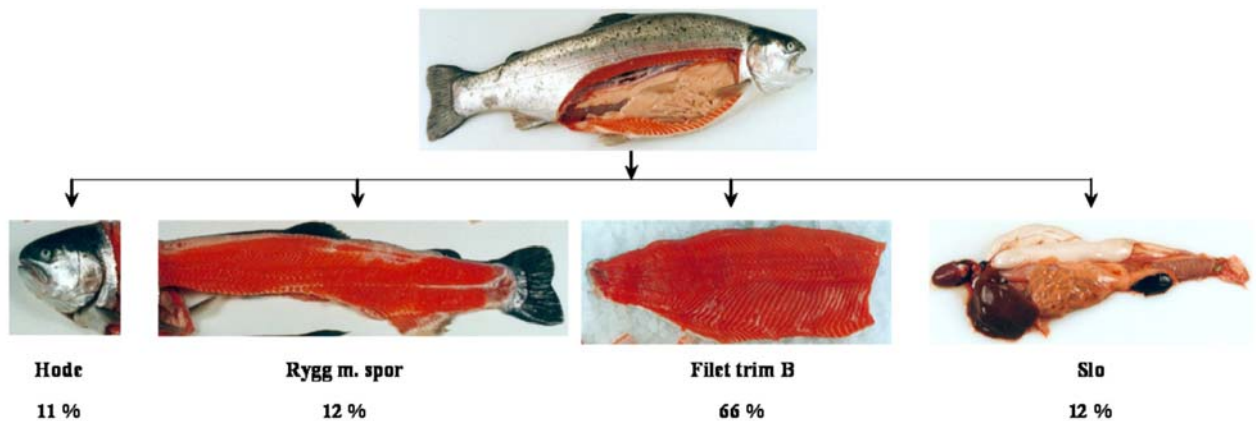 Hode
11 %
Rygg m. spor
12 %
Filet trim B
66 %
Slo
12 %